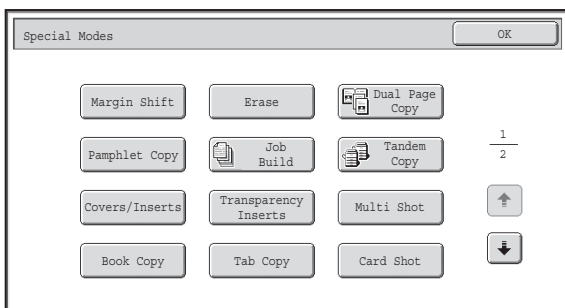 Special Modes
OK
Margin Shift
Erase
Dual Page
Copy
Pamphlet Copy
Job
Build
Tandem
Copy
1
2
Covers/Inserts
Transparency
Inserts
Multi Shot
Book Copy
Tab Copy
Card Shot